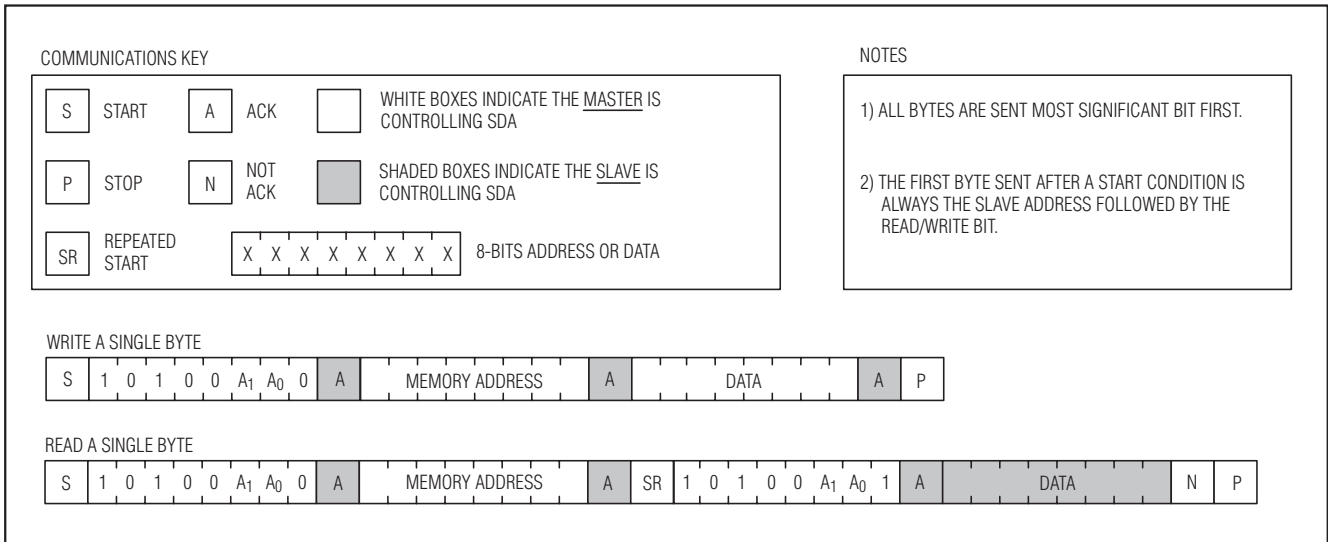 COMMUNICATIONS KEY
S START A ACK WHITE BOXES INDICATE THE MASTER IS
CONTROLLING SDA
P STOP N NOT
ACK
SHADED BOXES INDICATE THE SLAVE IS
CONTROLLING SDA
SR REPEATED
START
X X X X X X X X 8-BITS ADDRESS OR DATA
NOTES
1) ALL BYTES ARE SENT MOST SIGNIFICANT BIT FIRST.
2) THE FIRST BYTE SENT AFTER A START CONDITION IS
ALWAYS THE SLAVE ADDRESS FOLLOWED BY THE
READ/WRITE BIT.
WRITE A SINGLE BYTE
S 1 0 1 0 0 A1 A0 0 A MEMORY ADDRESS A DATA A P
READ A SINGLE BYTE
S 1 0 1 0 0 A1 A0 0 A MEMORY ADDRESS A SR 1 0 1 0 0 A1 A0 1 A DATA N P